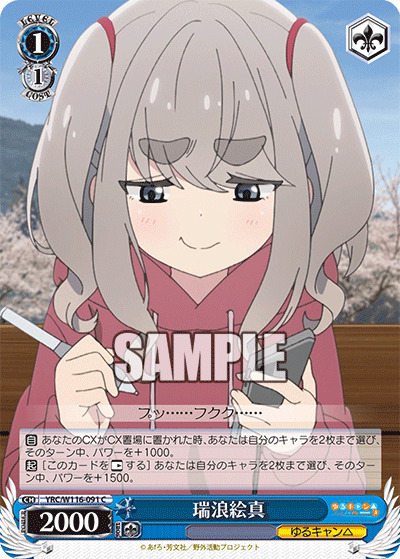 LEVEL
1
1
COST
SAMPLE
プッ……フクク……
自 あなたのCXがCX置場に置かれた時、あなたは自分のキャラを2枚まで選び、
そのターン中、パワーを+1000。
起 [このカードを する] あなたは自分のキャラを2枚まで選び、そのターン
中、パワーを+1500。
CH YRC/W116-091 C
2000
瑞浪絵真
ゆるキャン△
ゆるキャン△
©あfろ・芳文社／野外活動プロジェクト